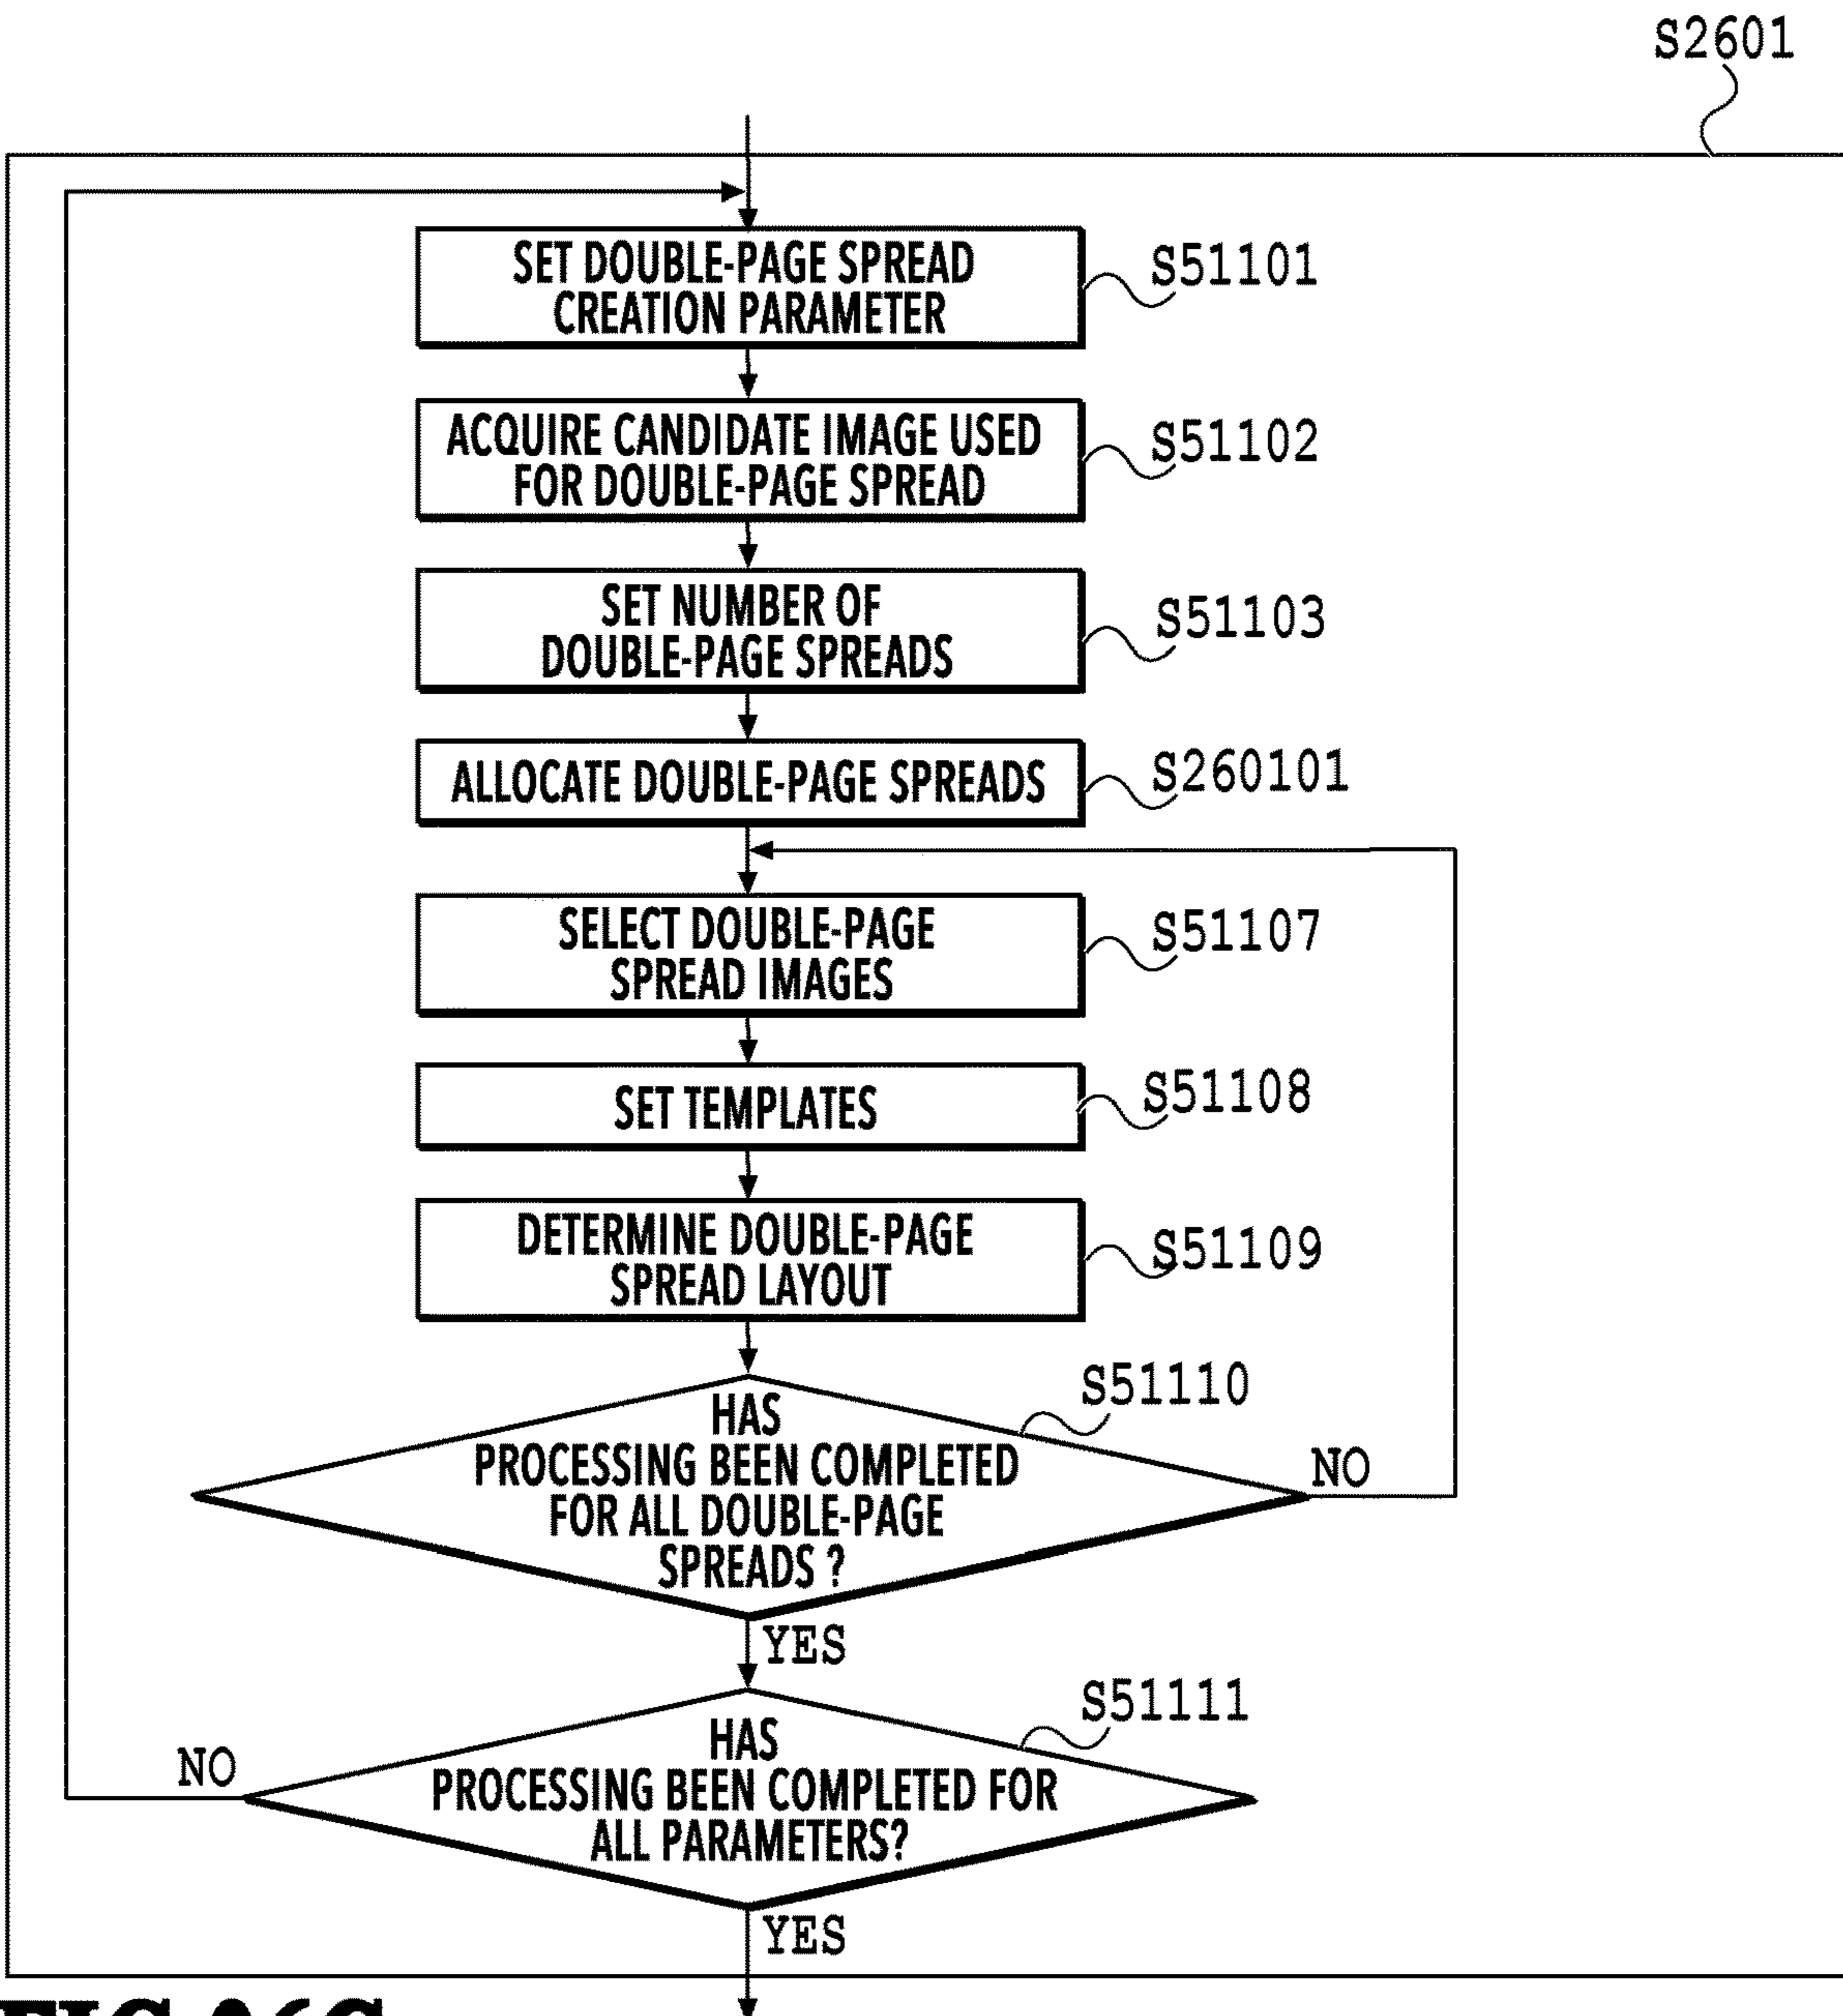 S2601
SET DOUBLE-PAGE SPREAD
CREATION PARAMETER
S51101
ACQUIRE CANDIDATE IMAGE USED
FOR DOUBLE-PAGE SPREAD
S51102
SET NUMBER OF
DOUBLE-PAGE SPREADS
S51103
ALLOCATE DOUBLE-PAGE SPREADS
S260101
SELECT DOUBLE-PAGE
SPREAD IMAGES
S51107
SET TEMPLATES
S51108
DETERMINE DOUBLE-PAGE
SPREAD LAYOUT
S51109
S51110
HAS
PROCESSING BEEN COMPLETED
FOR ALL DOUBLE-PAGE
SPREADS ?
NO
YES
S51111
HAS
PROCESSING BEEN COMPLETED FOR
ALL PARAMETERS?
NO
YES